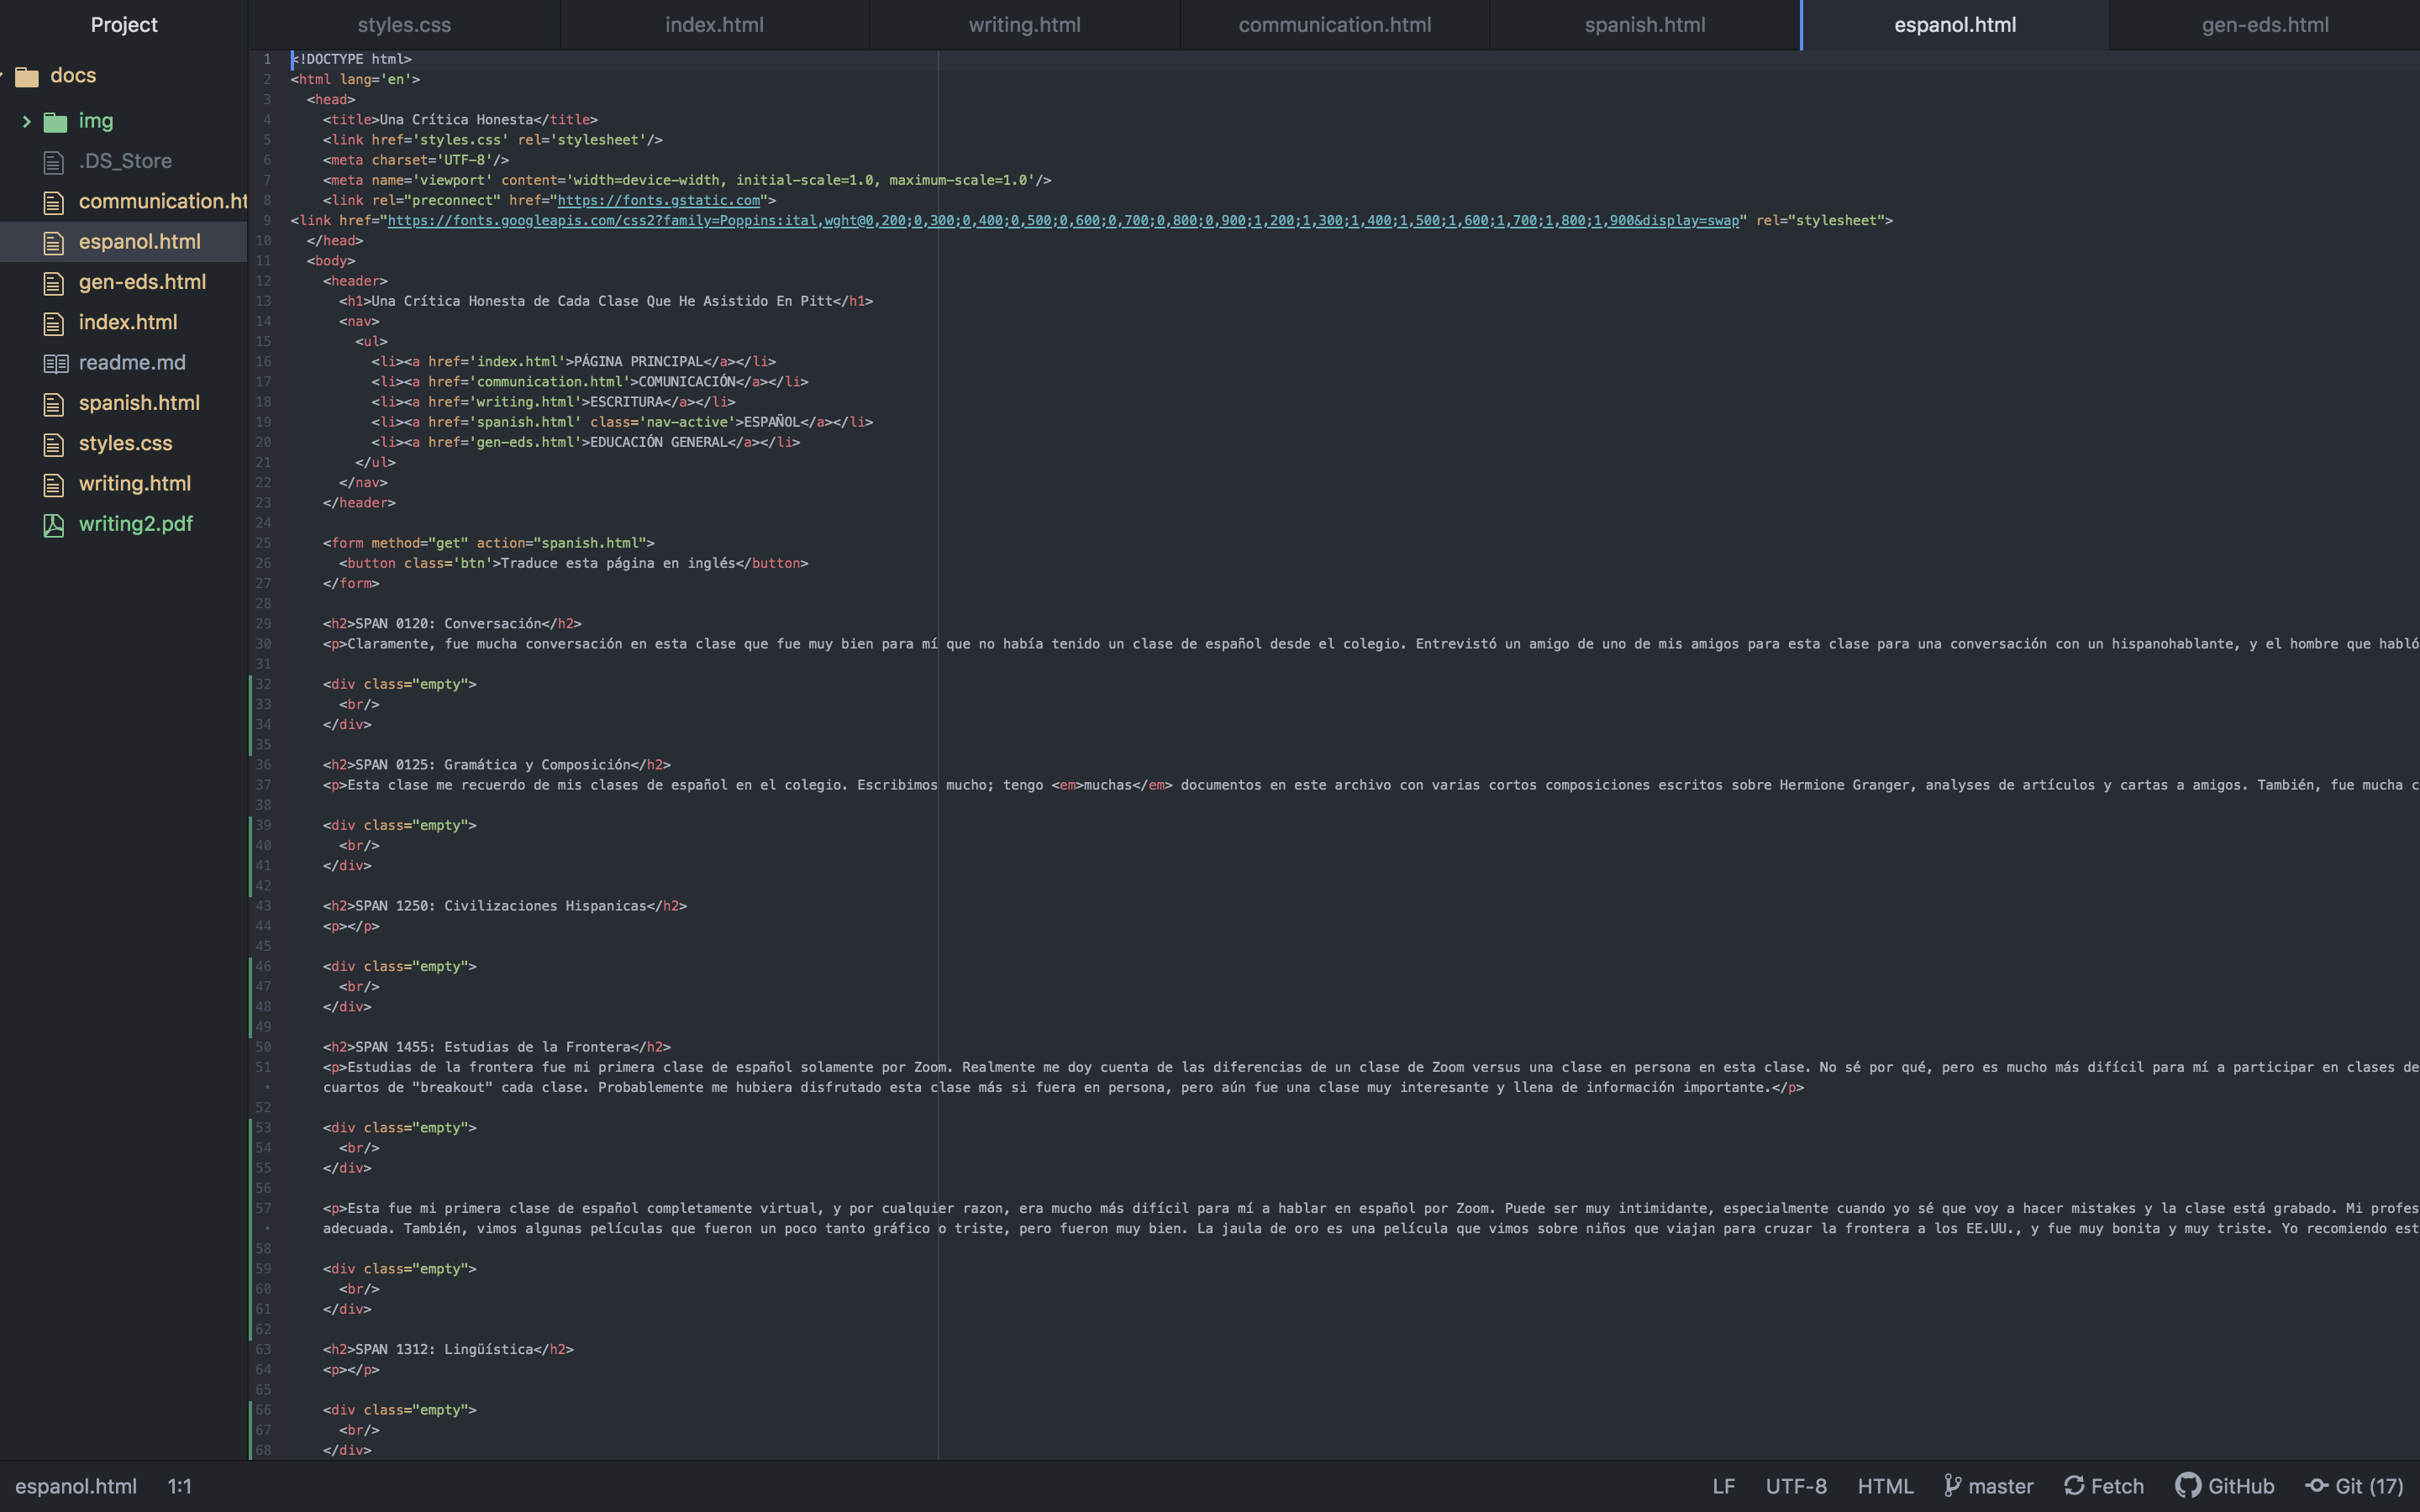 Project
styles.css
index.html
writing.html
communication.html
spanish.html
espanol.html
gen-eds.html
docs
img
.DS_Store
communication.ht
espanol.html
gen-eds.html
index.html
readme.md
spanish.html
styles.css
writing.html
writing2.pdf
1 <!DOCTYPE html>
2 <html lang='en'>
3 <head>
4 <title>Una Crítica Honesta</title>
5 <link href='styles.css' rel='stylesheet'/>
6 <meta charset='UTF-8'/>
7 <meta name='viewport' content='width=device-width, initial-scale=1.0, maximum-scale=1.0'/>
8 <link rel="preconnect" href="https://fonts.gstatic.com">
9 <link href="https://fonts.googleapis.com/css2?family=Poppins:ital,wght@0,200;0,300;0,400;0,500;0,600;0,700;0,800;0,900;1,200;1,300;1,400;1,500;1,600;1,700;1,800;1,900&display=swap" rel="stylesheet">
10 </head>
11 <body>
12 <header>
13 <h1>Una Crítica Honesta de Cada Clase Que He Asistido En Pitt</h1>
14 <nav>
15 <ul>
16 <li><a href='index.html'>PÁGINA PRINCIPAL</a></li>
17 <li><a href='communication.html'>COMUNICACIÓN</a></li>
18 <li><a href='writing.html'>ESCRITURA</a></li>
19 <li><a href='spanish.html' class='nav-active'>ESPAÑOL</a></li>
20 <li><a href='gen-eds.html'>EDUCACIÓN GENERAL</a></li>
21 </ul>
22 </nav>
23 </header>
24
25 <form method="get" action="spanish.html">
26 <button class='btn'>Traduce esta página en inglés</button>
27 </form>
28
29 <h2>SPAN 0120: Conversación</h2>
30 <p>Claramente, fue mucha conversación en esta clase que fue muy bien para mí que no había tenido un clase de español desde el colegio. Entrevistó un amigo de uno de mis amigos para esta clase para una conversación con un hispanohablante, y el hombre que habló
31
32 <div class="empty">
33 <br/>
34 </div>
35
36 <h2>SPAN 0125: Gramática y Composición</h2>
37 <p>Esta clase me recuerdo de mis clases de español en el colegio. Escribimos mucho; tengo <em>muchas</em> documentos en este archivo con varias cortos composiciones escritos sobre Hermione Granger, analyses de artículos y cartas a amigos. También, fue mucha c
38
39 <div class="empty">
40 <br/>
41 </div>
42
43 <h2>SPAN 1250: Civilizaciones Hispanicas</h2>
44 <p></p>
45
46 <div class="empty">
47 <br/>
48 </div>
49
50 <h2>SPAN 1455: Estudias de la Frontera</h2>
51 <p>Estudias de la frontera fue mi primera clase de español solamente por Zoom. Realmente me doy cuenta de las diferencias de un clase de Zoom versus una clase en persona en esta clase. No sé por qué, pero es mucho más difícil para mí a participar en clases de
• cuartos de "breakout" cada clase. Probablemente me hubiera disfrutado esta clase más si fuera en persona, pero aún fue una clase muy interesante y llena de información importante.</p>
52
53 <div class="empty">
54 <br/>
55 </div>
56
57 <p>Esta fue mi primera clase de español completamente virtual, y por cualquier razon, era mucho más difícil para mí a hablar en español por Zoom. Puede ser muy intimidante, especialmente cuando yo sé que voy a hacer mistakes y la clase está grabado. Mi profes
• adecuada. También, vimos algunas películas que fueron un poco tanto gráfico o triste, pero fueron muy bien. La jaula de oro es una película que vimos sobre niños que viajan para cruzar la frontera a los EE.UU., y fue muy bonita y muy triste. Yo recomiendo est
58
59 <div class="empty">
60 <br/>
61 </div>
62
63 <h2>SPAN 1312: Lingüística</h2>
64 <p></p>
65
66 <div class="empty">
67 <br/>
68 </div>
espanol.html 1:1 LF UTF-8 HTML master Fetch GitHub Git (17)